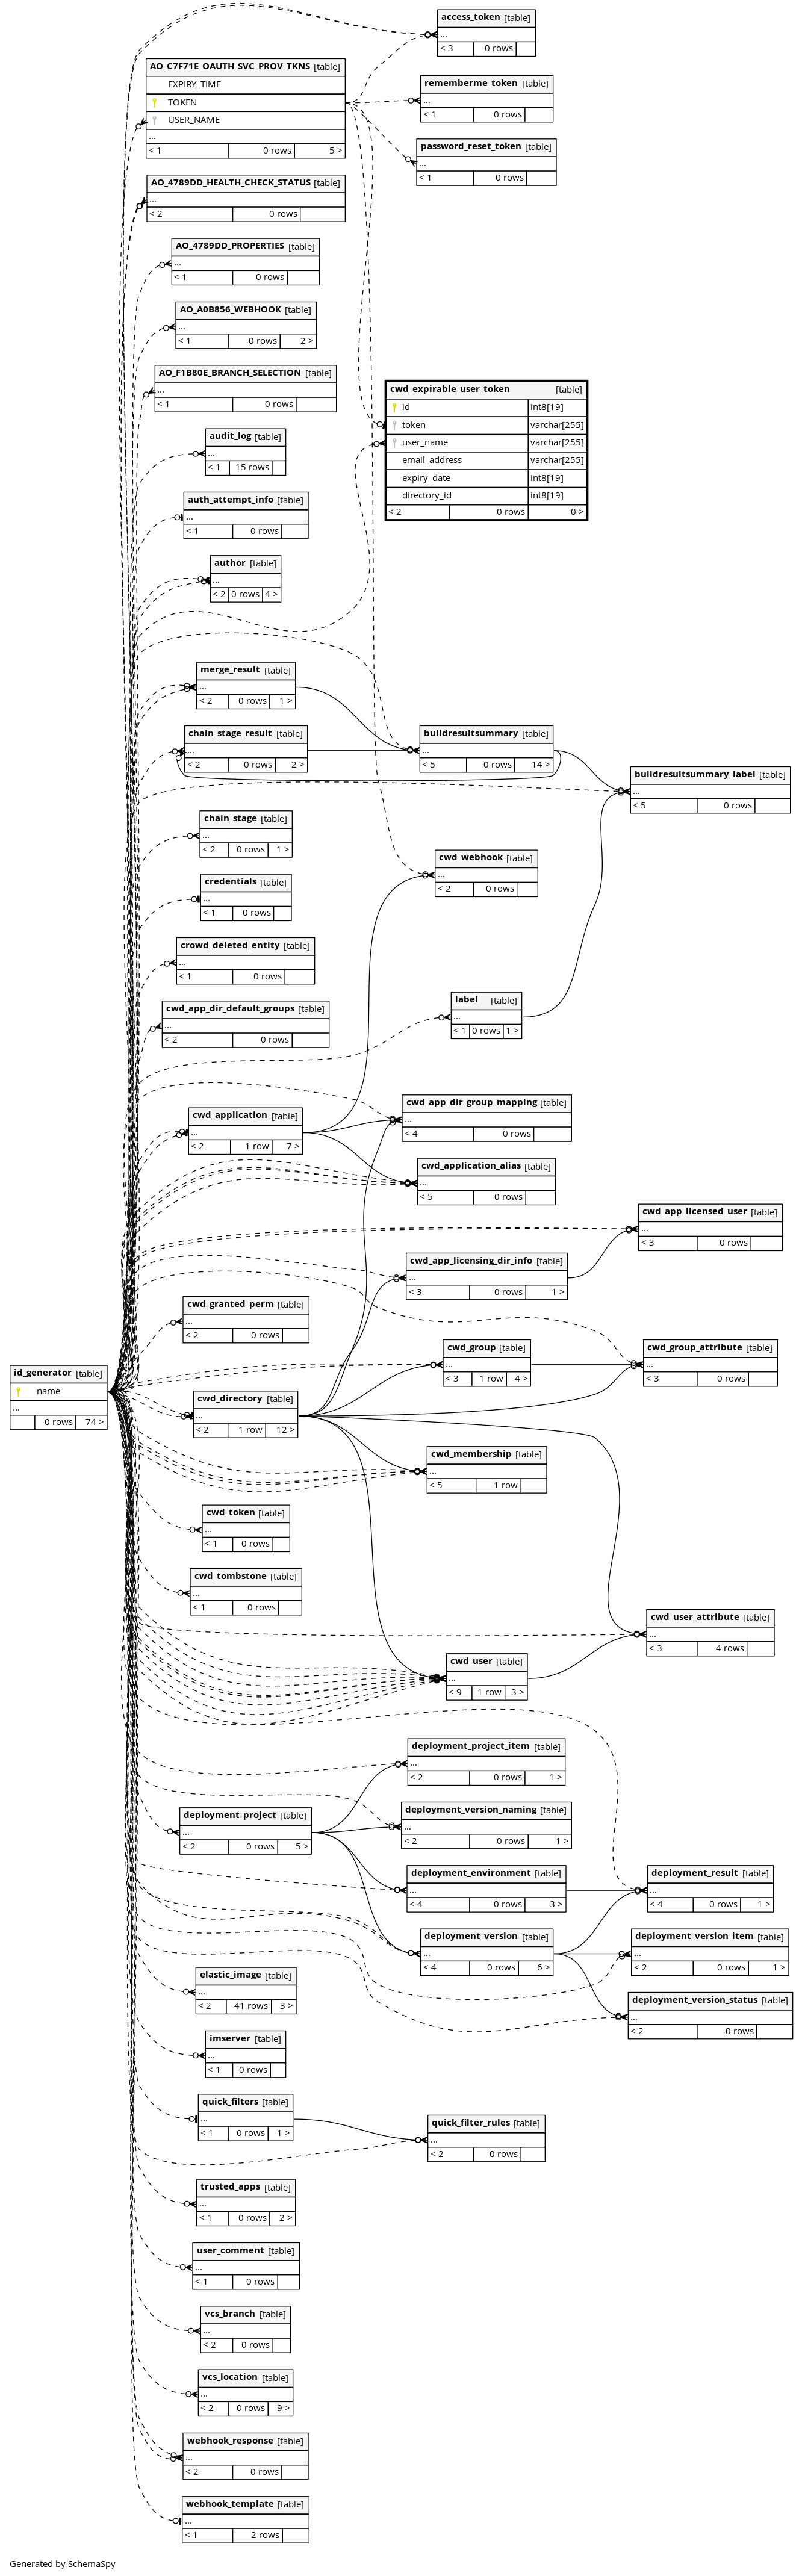 access_token [table]
...
< 3 0 rows
AO_C7F71E_OAUTH_SVC_PROV_TKNS [table]
EXPIRY_TIME
TOKEN
USER_NAME
...
< 1 0 rows 5 >
rememberme_token [table]
...
< 1 0 rows
password_reset_token [table]
...
< 1 0 rows
AO_4789DD_HEALTH_CHECK_STATUS [table]
...
< 2 0 rows
AO_4789DD_PROPERTIES [table]
...
< 1 0 rows
AO_A0B856_WEBHOOK [table]
...
< 1 0 rows 2 >
AO_F1B80E_BRANCH_SELECTION [table]
...
< 1 0 rows
cwd_expirable_user_token [table]
id int8[19]
token varchar[255]
user_name varchar[255]
email_address varchar[255]
expiry_date int8[19]
directory_id int8[19]
< 2 0 rows 0 >
audit_log [table]
...
< 1 15 rows
auth_attempt_info [table]
...
< 1 0 rows
author [table]
...
< 2 0 rows 4 >
merge_result [table]
...
< 2 0 rows 1 >
chain_stage_result [table]
...
< 2 0 rows 2 >
buildresultsummary [table]
...
< 5 0 rows 14 >
buildresultsummary_label [table]
...
< 5 0 rows
chain_stage [table]
...
< 2 0 rows 1 >
cwd_webhook [table]
...
< 2 0 rows
credentials [table]
...
< 1 0 rows
crowd_deleted_entity [table]
...
< 1 0 rows
cwd_app_dir_default_groups [table]
...
< 2 0 rows
label [table]
...
< 1 0 rows 1 >
cwd_application [table]
...
< 2 1 row 7 >
cwd_app_dir_group_mapping [table]
...
< 4 0 rows
cwd_application_alias [table]
...
< 5 0 rows
cwd_app_licensed_user [table]
...
< 3 0 rows
cwd_app_licensing_dir_info [table]
...
< 3 0 rows 1 >
cwd_granted_perm [table]
...
< 2 0 rows
cwd_group [table]
...
< 3 1 row 4 >
cwd_group_attribute [table]
...
< 3 0 rows
id_generator [table]
name
...
0 rows 74 >
cwd_directory [table]
...
< 2 1 row 12 >
cwd_membership [table]
...
< 5 1 row
cwd_token [table]
...
< 1 0 rows
cwd_tombstone [table]
...
< 1 0 rows
cwd_user_attribute [table]
...
< 3 4 rows
cwd_user [table]
...
< 9 1 row 3 >
deployment_project_item [table]
...
< 2 0 rows 1 >
deployment_project [table]
...
< 2 0 rows 5 >
deployment_version_naming [table]
...
< 2 0 rows 1 >
deployment_environment [table]
...
< 4 0 rows 3 >
deployment_result [table]
...
< 4 0 rows 1 >
deployment_version [table]
...
< 4 0 rows 6 >
deployment_version_item [table]
...
< 2 0 rows 1 >
elastic_image [table]
...
< 2 41 rows 3 >
deployment_version_status [table]
...
< 2 0 rows
imserver [table]
...
< 1 0 rows
quick_filters [table]
...
< 1 0 rows 1 >
quick_filter_rules [table]
...
< 2 0 rows
trusted_apps [table]
...
< 1 0 rows 2 >
user_comment [table]
...
< 1 0 rows
vcs_branch [table]
...
< 2 0 rows
vcs_location [table]
...
< 2 0 rows 9 >
webhook_response [table]
...
< 2 0 rows
webhook_template [table]
...
< 1 2 rows
Generated by SchemaSpy